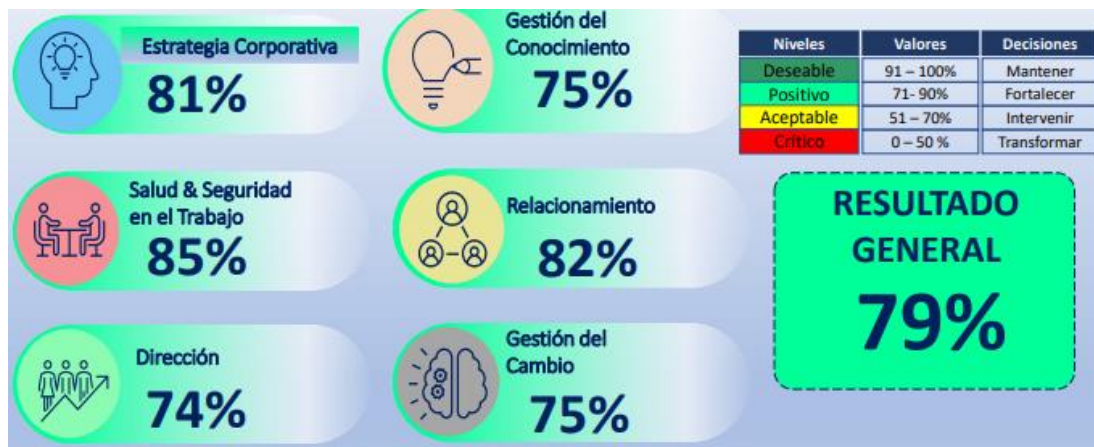 Estrategia Corporativa
81%
Gestión del
Conocimiento
75%
Salud & Seguridad
en el Trabajo
85%
Relacionamiento
82%
Dirección
74%
Gestión del
Cambio
75%
Niveles Valores Decisiones
Deseable 91 – 100% Mantener
Positivo 71- 90% Fortalecer
Aceptable 51 – 70% Intervenir
Crítico 0 – 50 % Transformar
RESULTADO
GENERAL
79%